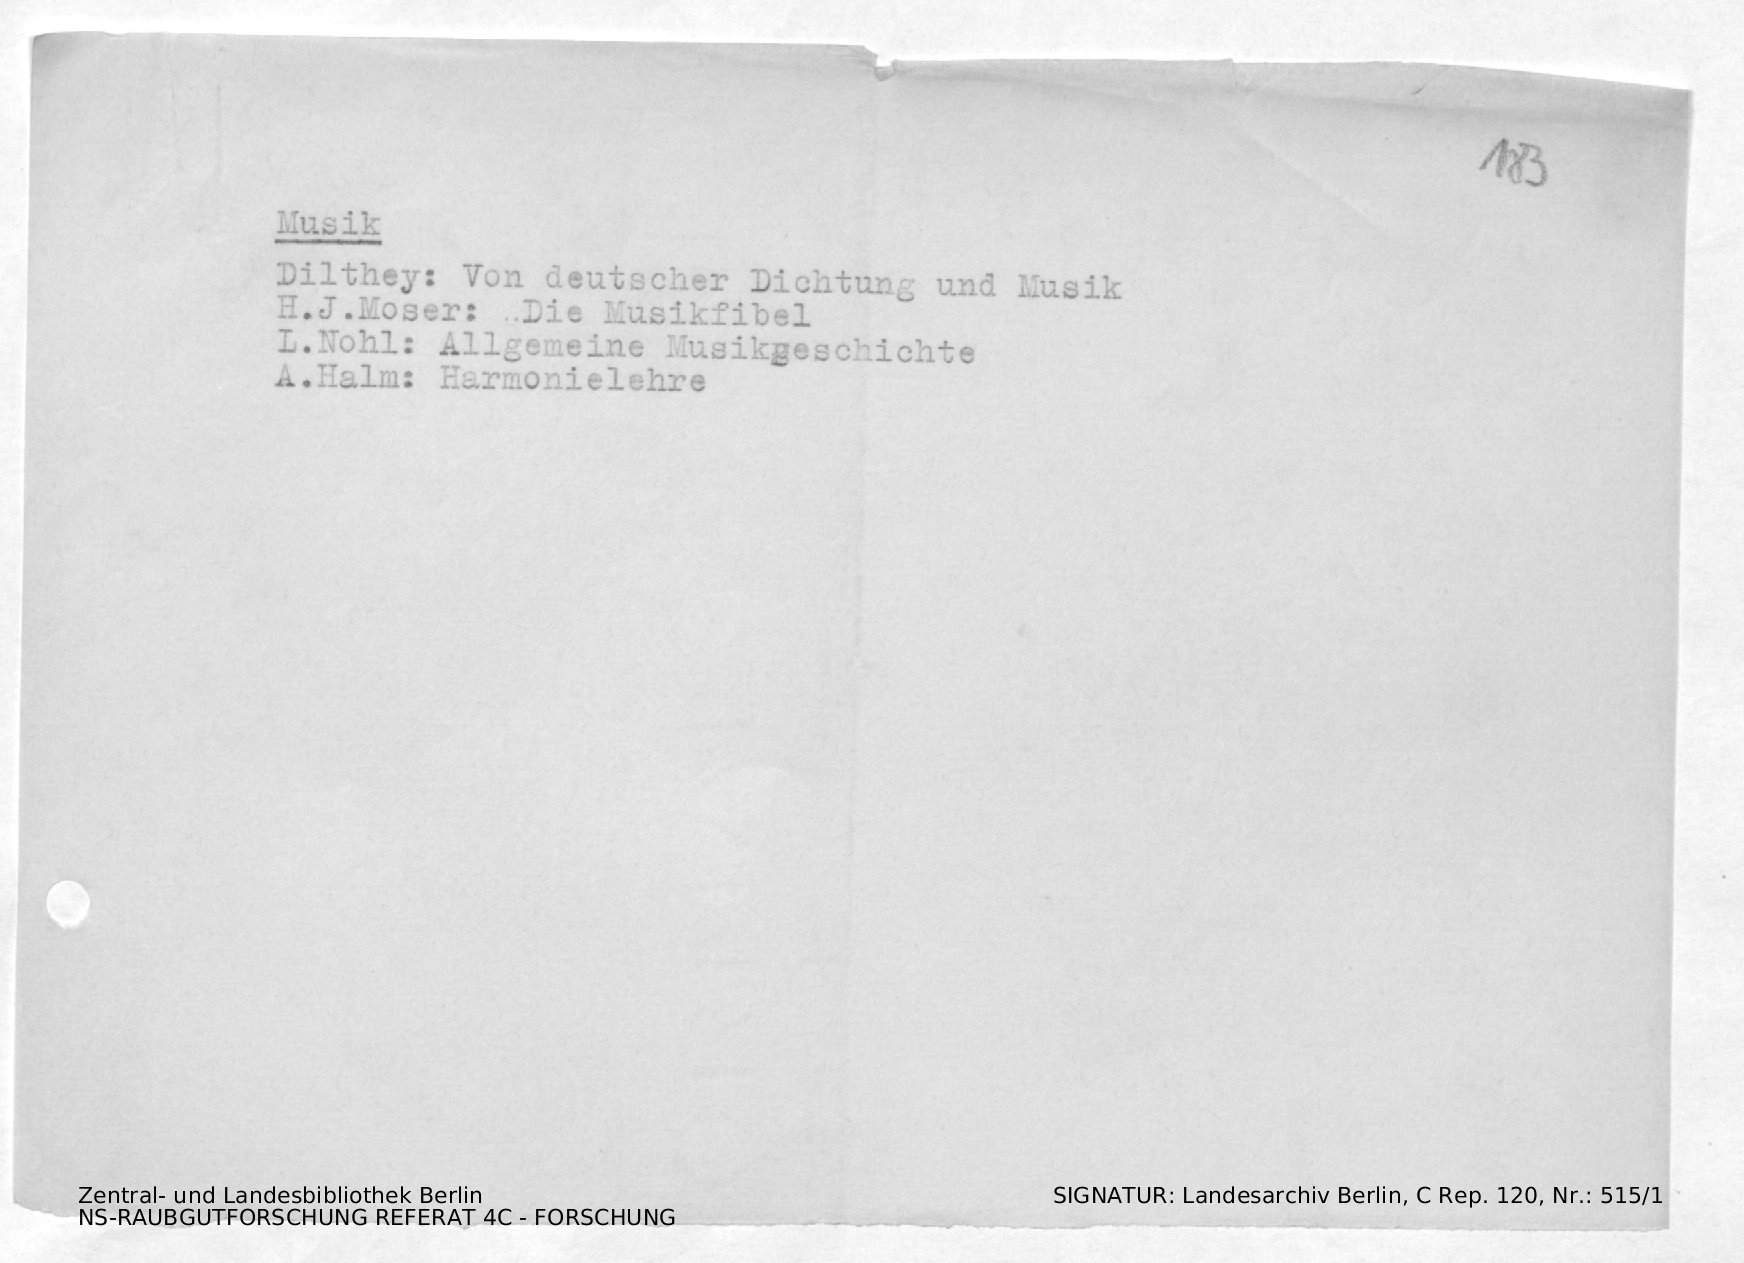 183
Musik
Dilthey: Von deutscher Dichtung und Musik
H.J.Moser: ..Die Musikfibel
L.Nohl: Allgemeine Musikgeschichte
A.Halm: Harmonielehre
Zentral- und Landesbibliothek Berlin
NS-RAUBGUTFORSCHUNG REFERAT 4C - FORSCHUNG
SIGNATUR: Landesarchiv Berlin, C Rep. 120, Nr.: 515/1